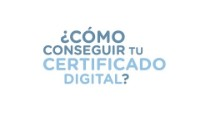 ¿CÓMO
CONSEGUIR TU
CERTIFICADO
DIGITAL?